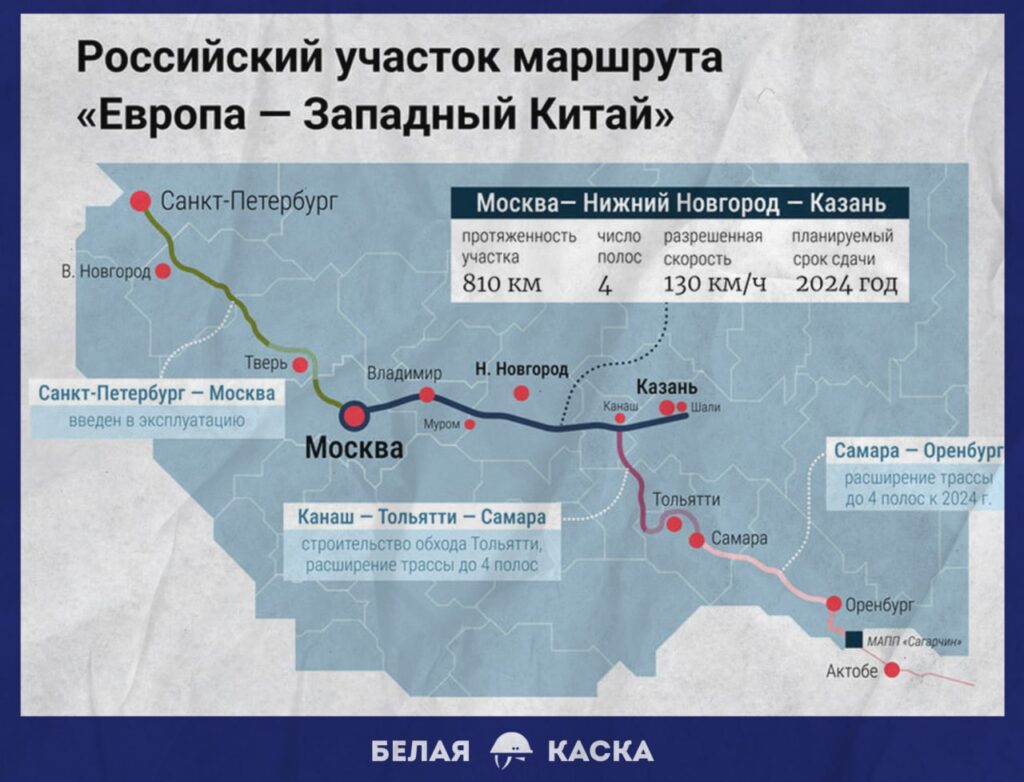 Российский участок маршрута
«Европа — Западный Китай»
Санкт-Петербург
Москва— Нижний Новгород — Казань
протяженность
участка
810 км
число
полос
4
разрешенная
скорость
130 км/ч
планируемый
срок сдачи
2024 год
В. Новгород
Тверь
Владимир
Н. Новгород
Казань
Санкт-Петербург — Москва
введен в эксплуатацию
Канаш
Шали
Муром
Москва
Самара — Оренбург
расширение трассы
до 4 полос к 2024 г.
Тольятти
Канаш — Тольятти — Самара
строительство обхода Тольятти,
расширение трассы до 4 полос
Самара
Оренбург
МАПП «Сагарчин»
Актобе
БЕЛАЯ КАСКА